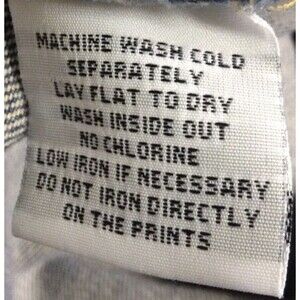 MACHINE WASH COLD
SEPARATELY
LAY FLAT TO DRY
WASH INSIDE OUT
NO CHLORINE
LOW IRON IF NECESSARY
DO NOT IRON DIRECTLY
ON THE PRINTS